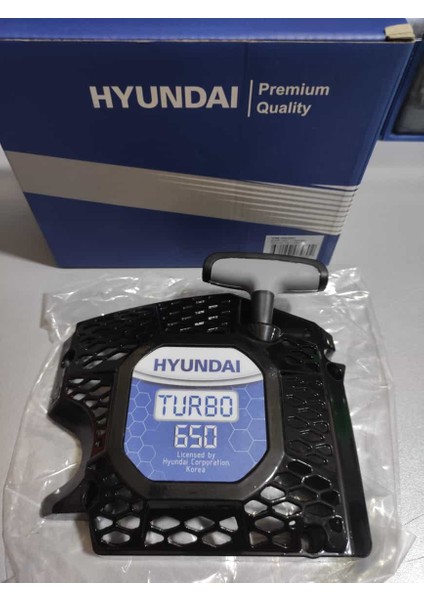 HYUNDAI
Premium
Quality
HYUNDAI
TURBO
650
Licensed by
Hyundai Corporation
Korea